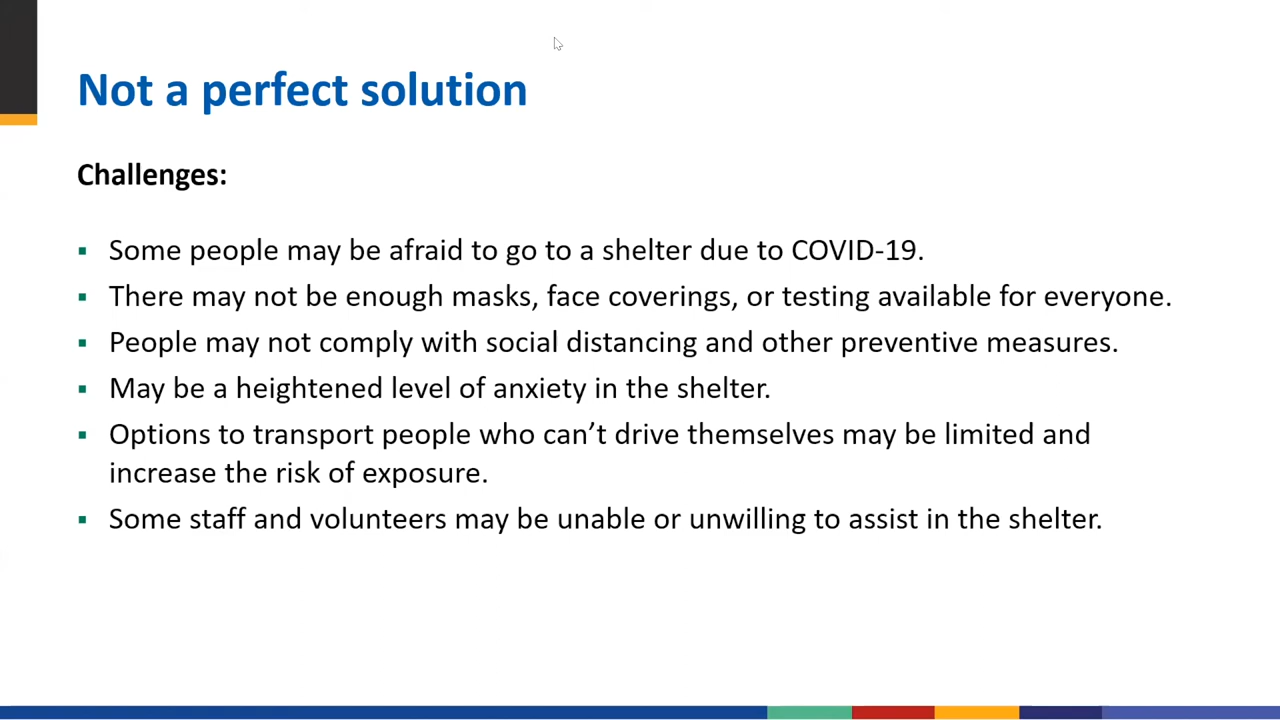 Not a perfect solution
Challenges:
▪ Some people may be afraid to go to a shelter due to COVID-19.
▪ There may not be enough masks, face coverings, or testing available for everyone.
▪ People may not comply with social distancing and other preventive measures.
▪ May be a heightened level of anxiety in the shelter.
▪ Options to transport people who can’t drive themselves may be limited and
increase the risk of exposure.
▪ Some staff and volunteers may be unable or unwilling to assist in the shelter.